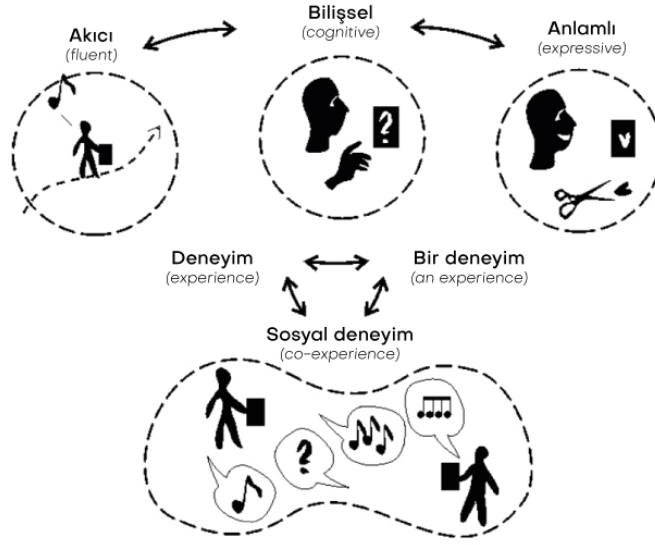 Akıcı
(fluent)
Bilişsel
(cognitive)
Anlamlı
(expressive)
?
Deneyim
(experience)
Bir deneyim
(an experience)
Sosyal deneyim
(co-experience)
?